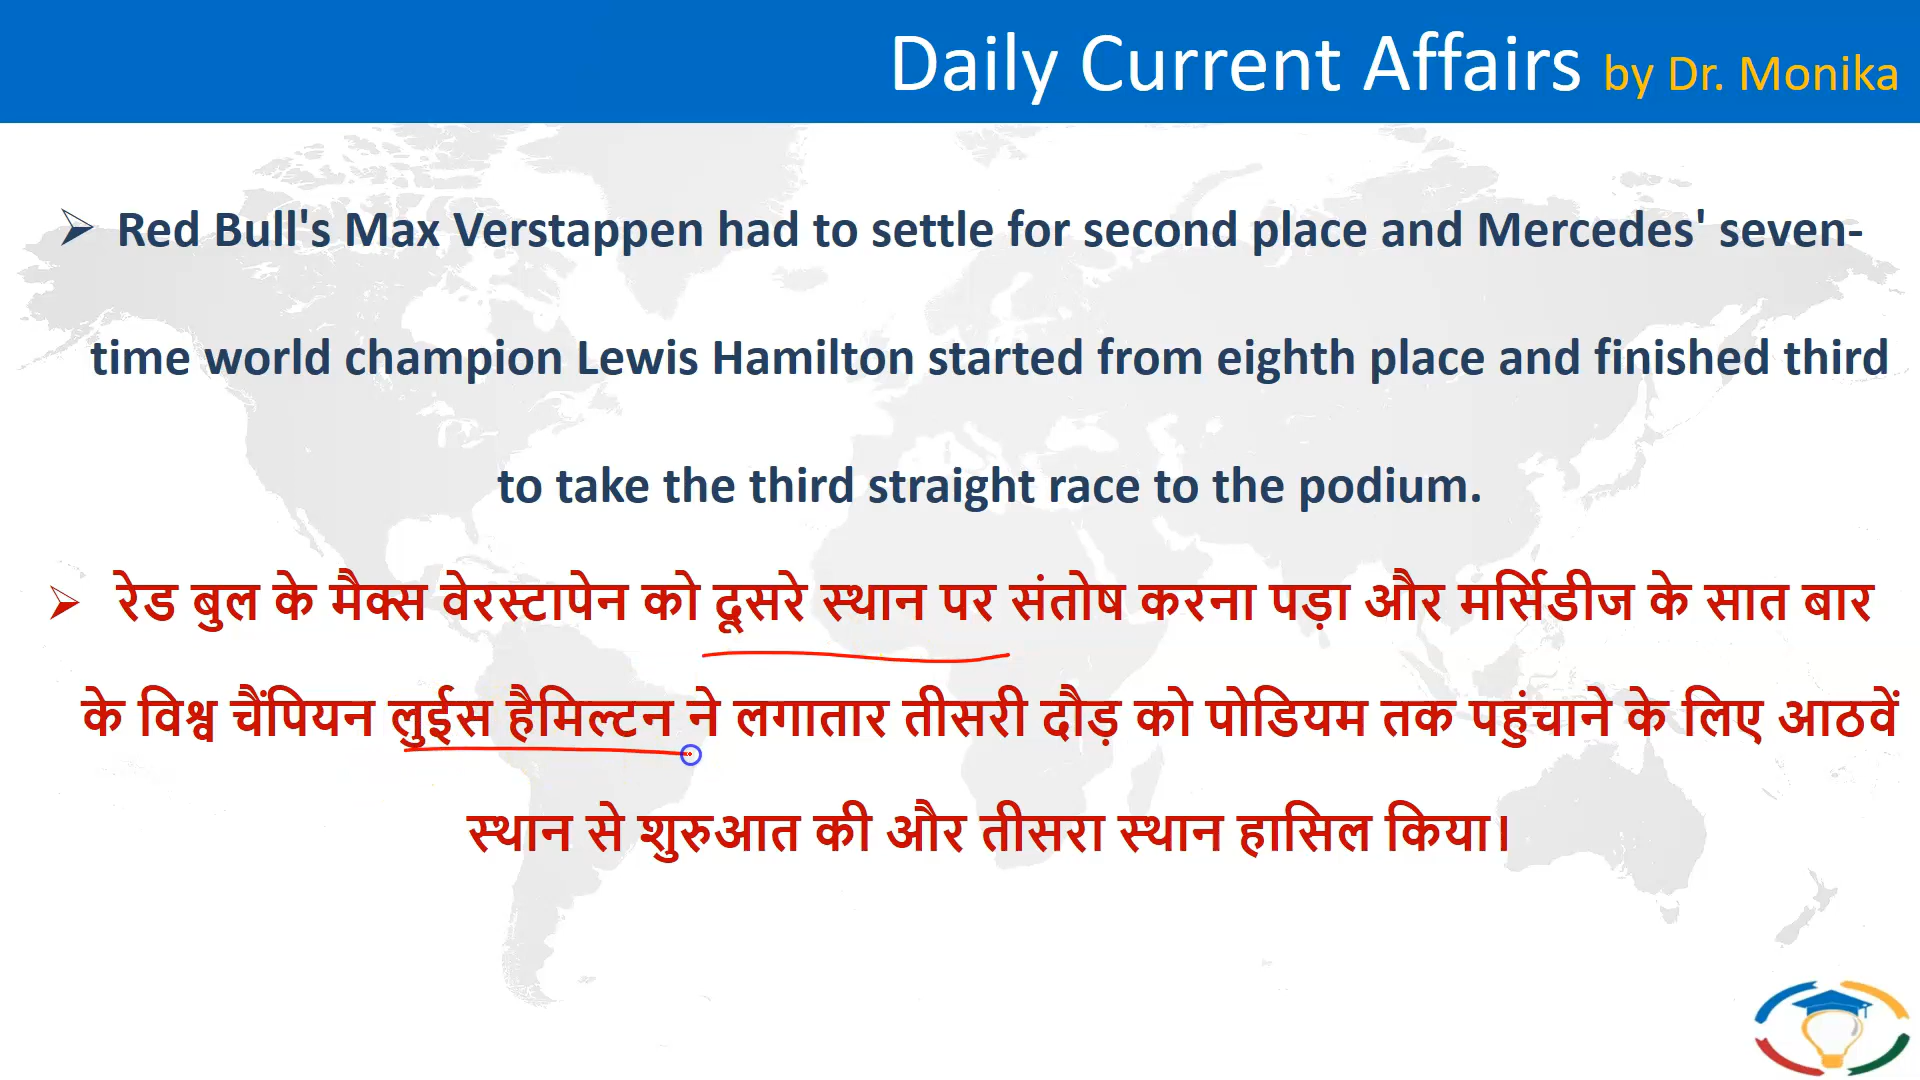 Daily Current Affairs by Dr. Monika
Red Bull's Max Verstappen had to settle for second place and Mercedes' seven-
time world champion Lewis Hamilton started from eighth place and finished third
to take the third straight race to the podium.
रेड बुल के मैक्स वेरस्टापेन को दूसरे स्थान पर संतोष करना पड़ा और मर्सिडीज के सात बार
के विश्व चैंपियन लुईस हैमिल्टन ने लगातार तीसरी दौड़ को पोडियम तक पहुंचाने के लिए आठवें
स्थान से शुरुआत की और तीसरा स्थान हासिल किया।